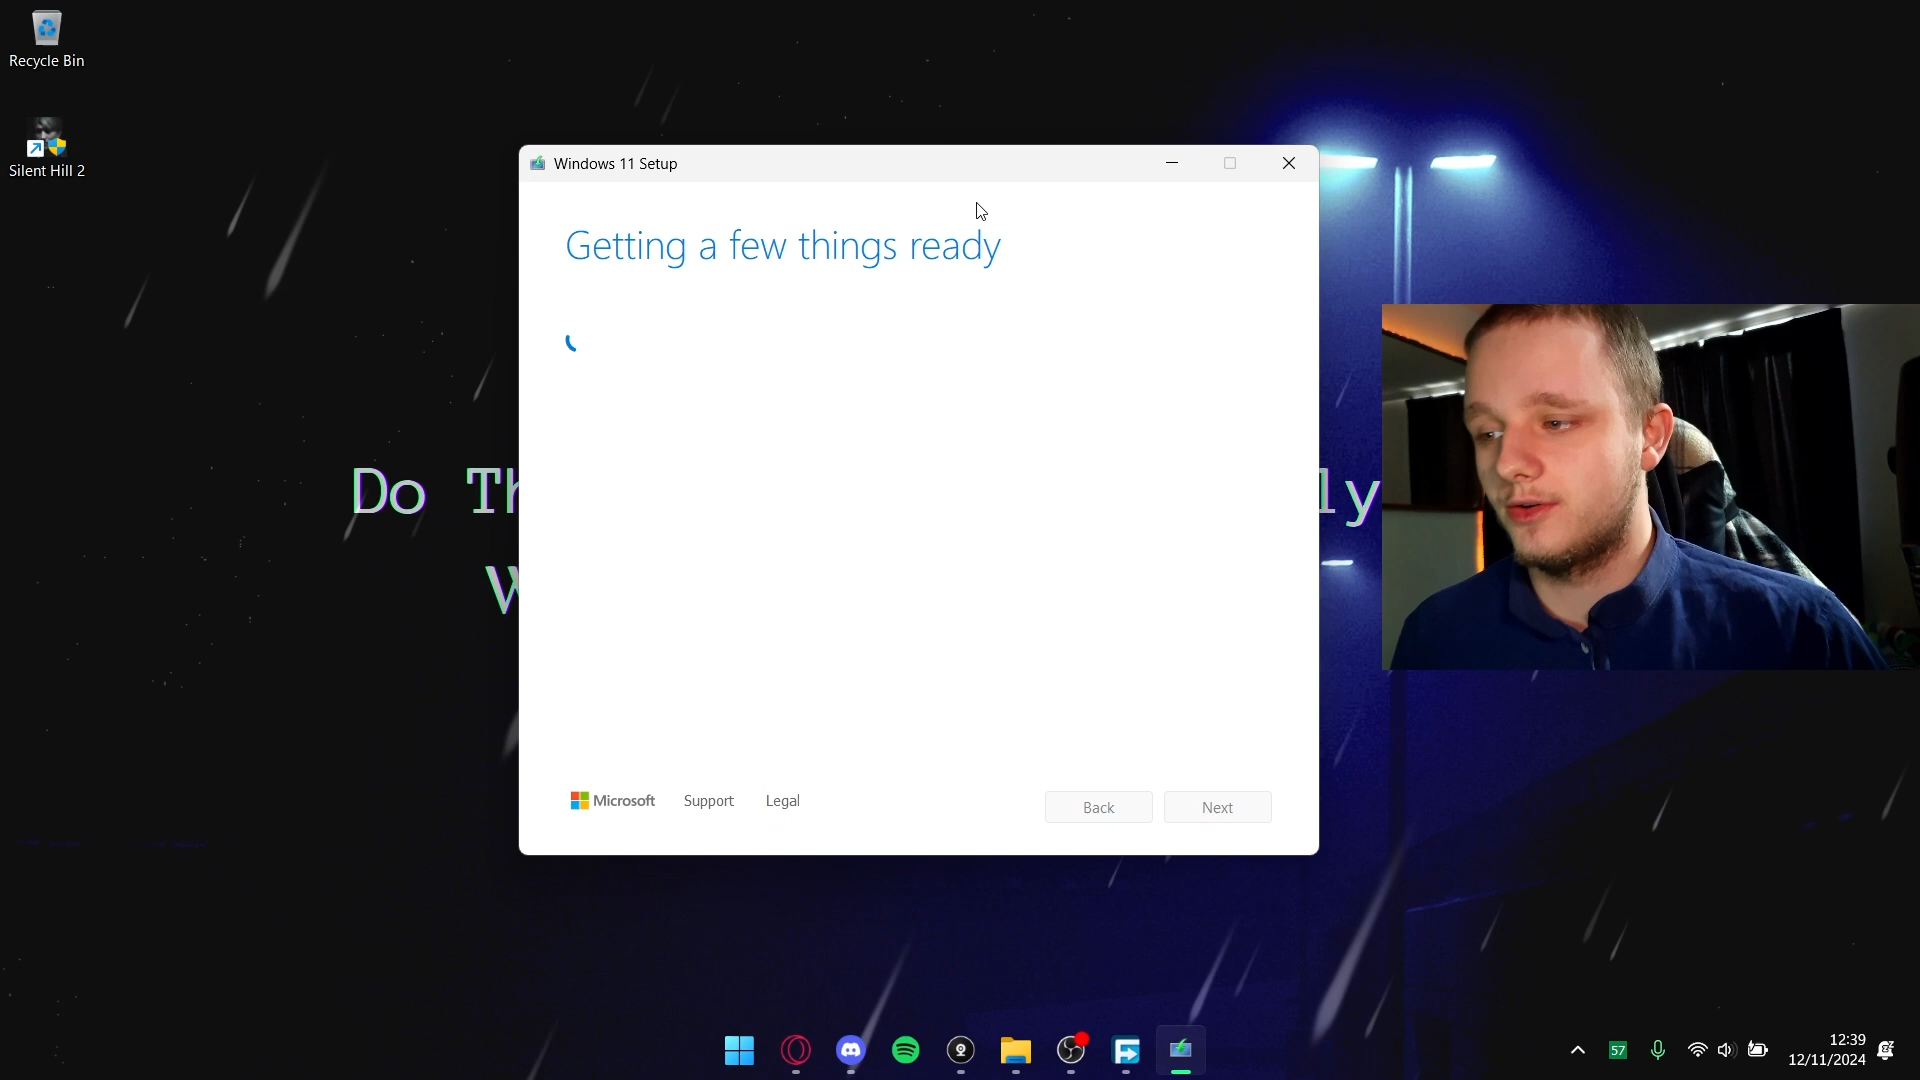 Recycle Bin
Silent Hill 2
Windows 11 Setup
Getting a few things ready
Do
ly
W
Microsoft
Support
Legal
Back
Next
57
12:39
12/11/2024